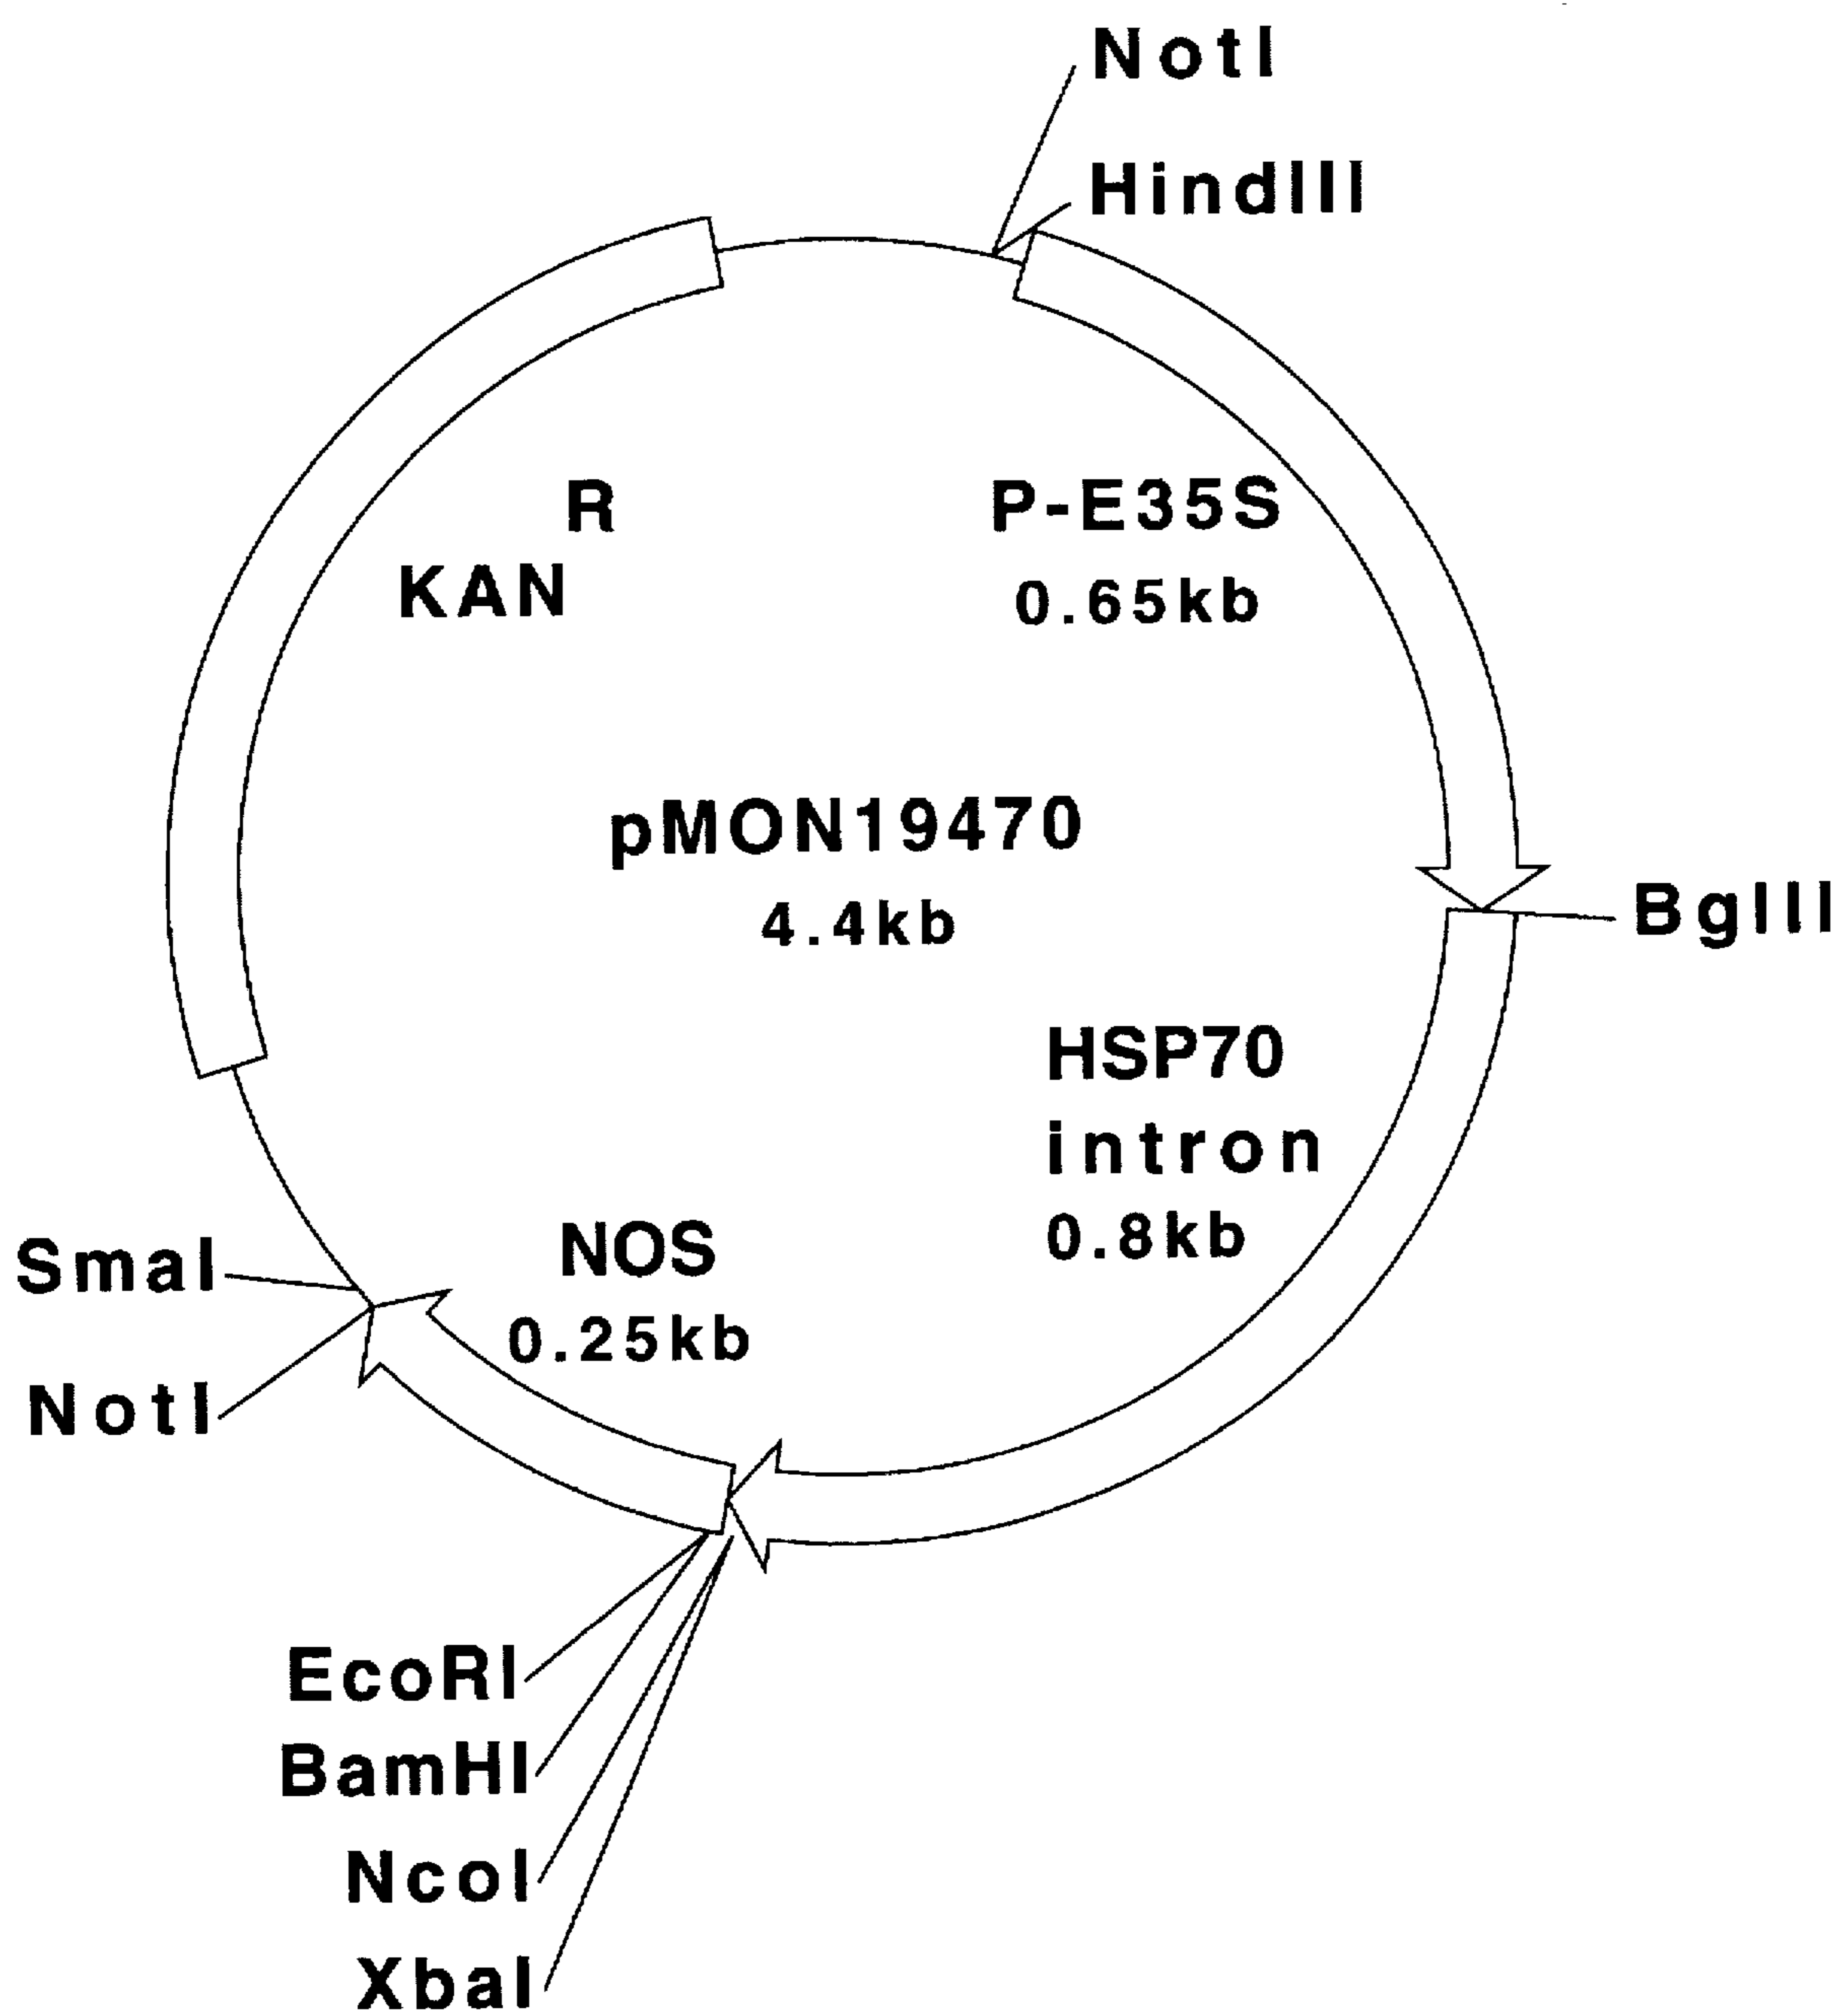 NotI
HindIII
R
KAN
P-E35S
0.65kb
pMON19470
4.4kb
BglII
HSP70
intron
0.8kb
NOS
0.25kb
SmaI
NotI
EcoRI
BamHI
NcoI
XbaI